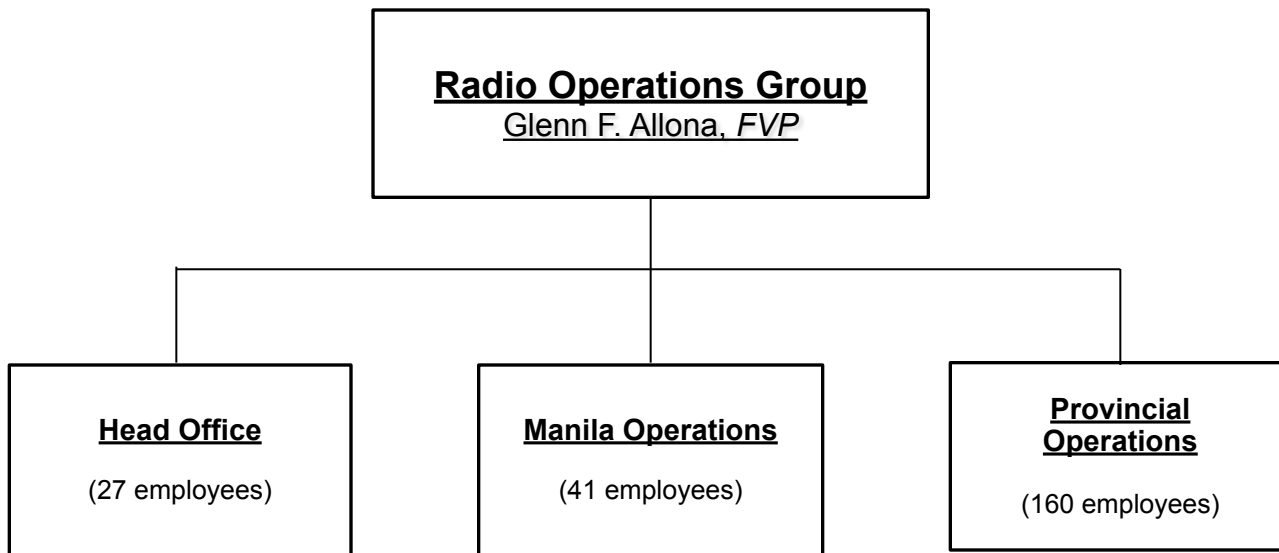 Radio Operations Group
Glenn F. Allona, FVP
Head Office
(27 employees)
Manila Operations
(41 employees)
Provincial
Operations
(160 employees)